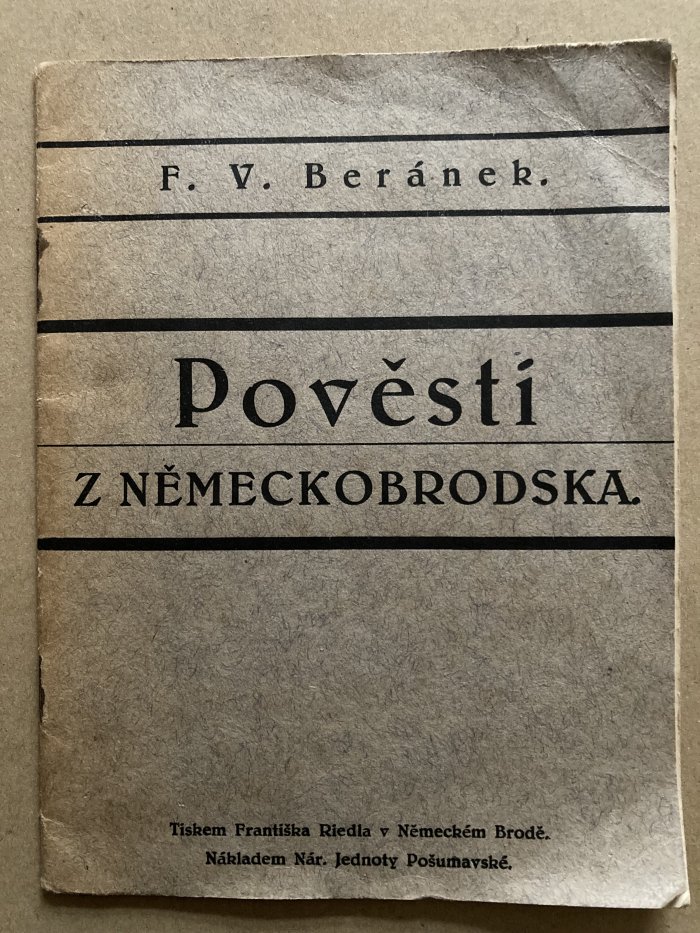 F. V. Beránek.
Pověsti
Z NĚMECKOBRODSKA.
Tiskem Františka Riedla v Německém Brodě.
Nákladem Nár. Jednoty Pošumavské.